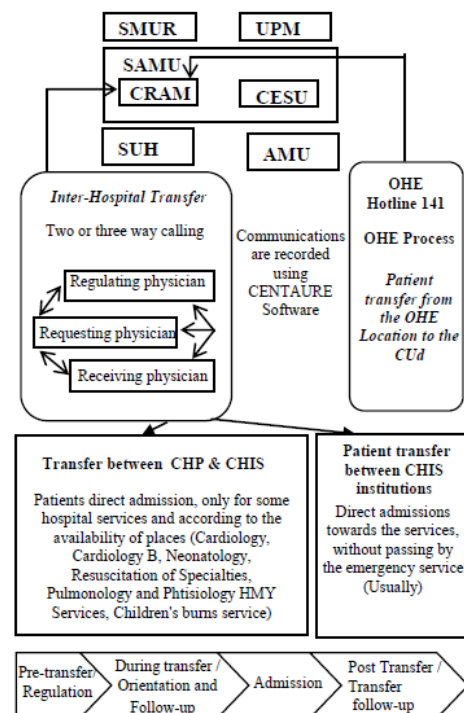 SMUR
UPM
SAMU
CRAM
CESU
SUH
AMU
Inter-Hospital Transfer
Two or three way calling
Regulating physician
Requesting physician
Receiving physician
Communications
are recorded
using
CENTAURE
Software
OHE
Hotline 141
OHE Process
Patient
transfer from
the OHE
Location to the
CUd
Transfer between CHP & CHIS
Patients direct admission, only for some
hospital services and according to the
availability of places (Cardiology,
Cardiology B, Neonatology,
Resuscitation of Specialties,
Pulmonology and Phtisiology HMY
Services, Children's burns service)
Patient transfer
between CHIS
institutions
Direct admissions
towards the services,
without passing by
the emergency service
(Usually)
Pre-transfer/
Regulation
During transfer /
Orientation and
Follow-up
Admission
Post Transfer /
Transfer
follow-up